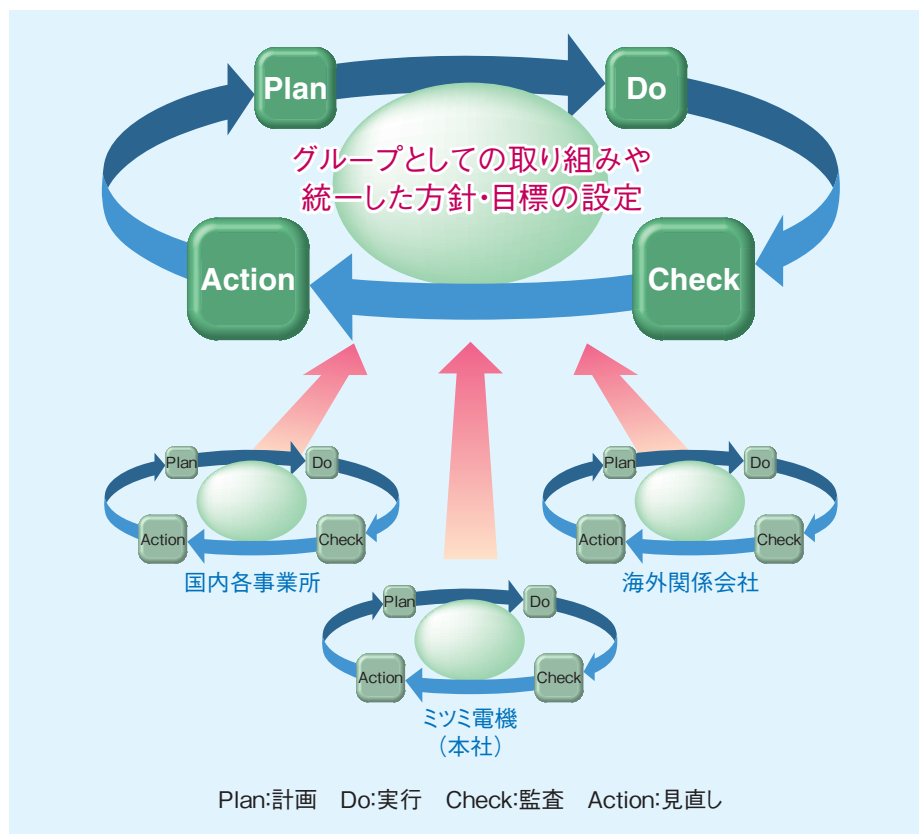 Plan
Do
グループとしての取り組みや
統一した方針・目標の設定
Action
Check
Plan
Do
Action
Check
国内各事業所
Plan
Do
Action
Check
海外関係会社
Plan
Do
Action
Check
ミツミ電機
（本社）
Plan:計画 Do:実行 Check:監査 Action:見直し